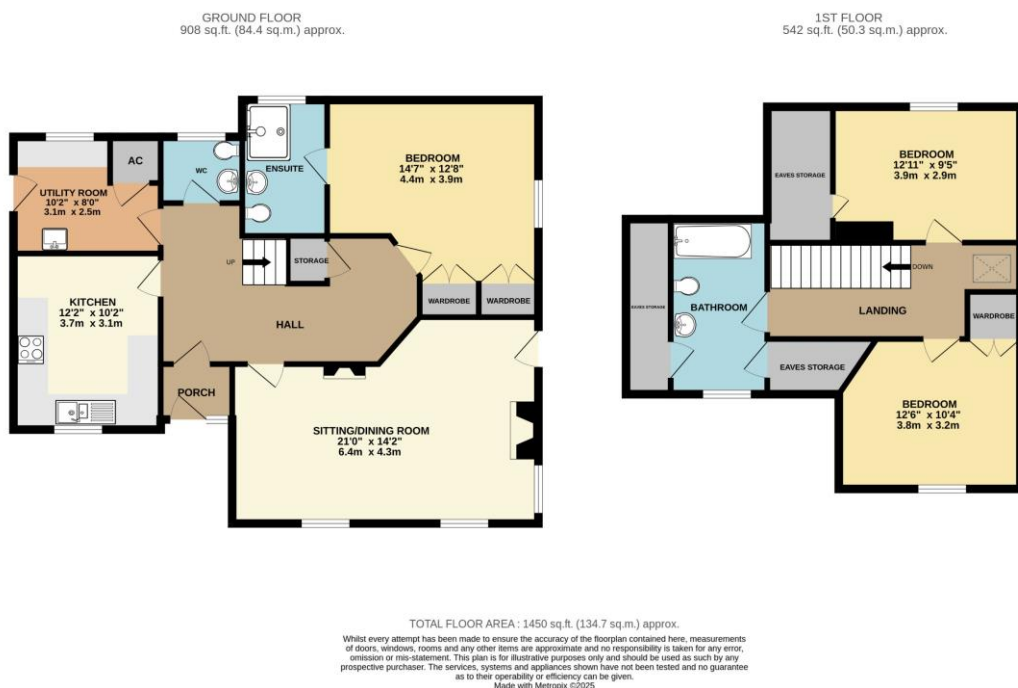 GROUND FLOOR
908 sq.ft. (84.4 sq.m.) approx.
UTILITY ROOM
10'2" x 8'0"
3.1m x 2.5m
AC
WC
ENSUITE
BEDROOM
14'7" x 12'8"
4.4m x 3.9m
UP
STORAGE
WARDROBE
WARDROBE
KITCHEN
12'2" x 10'2"
3.7m x 3.1m
HALL
PORCH
SITTING/DINING ROOM
21'0" x 14'2"
6.4m x 4.3m
1ST FLOOR
542 sq.ft. (50.3 sq.m.) approx.
EAVES STORAGE
BEDROOM
12'11" x 9'5"
3.9m x 2.9m
EAVES STORAGE
BATHROOM
DOWN
LANDING
WARDROBE
EAVES STORAGE
BEDROOM
12'6" x 10'4"
3.8m x 3.2m
TOTAL FLOOR AREA : 1450 sq.ft. (134.7 sq.m.) approx.
Whilst every attempt has been made to ensure the accuracy of the floorplan contained here, measurements
of doors, windows, rooms and any other items are approximate and no responsibility is taken for any error,
omission or mis-statement. This plan is for illustrative purposes only and should be used as such by any
prospective purchaser. The services, systems and appliances shown have not been tested and no guarantee
as to their operability or efficiency can be given.
Made with Metropix ©2025